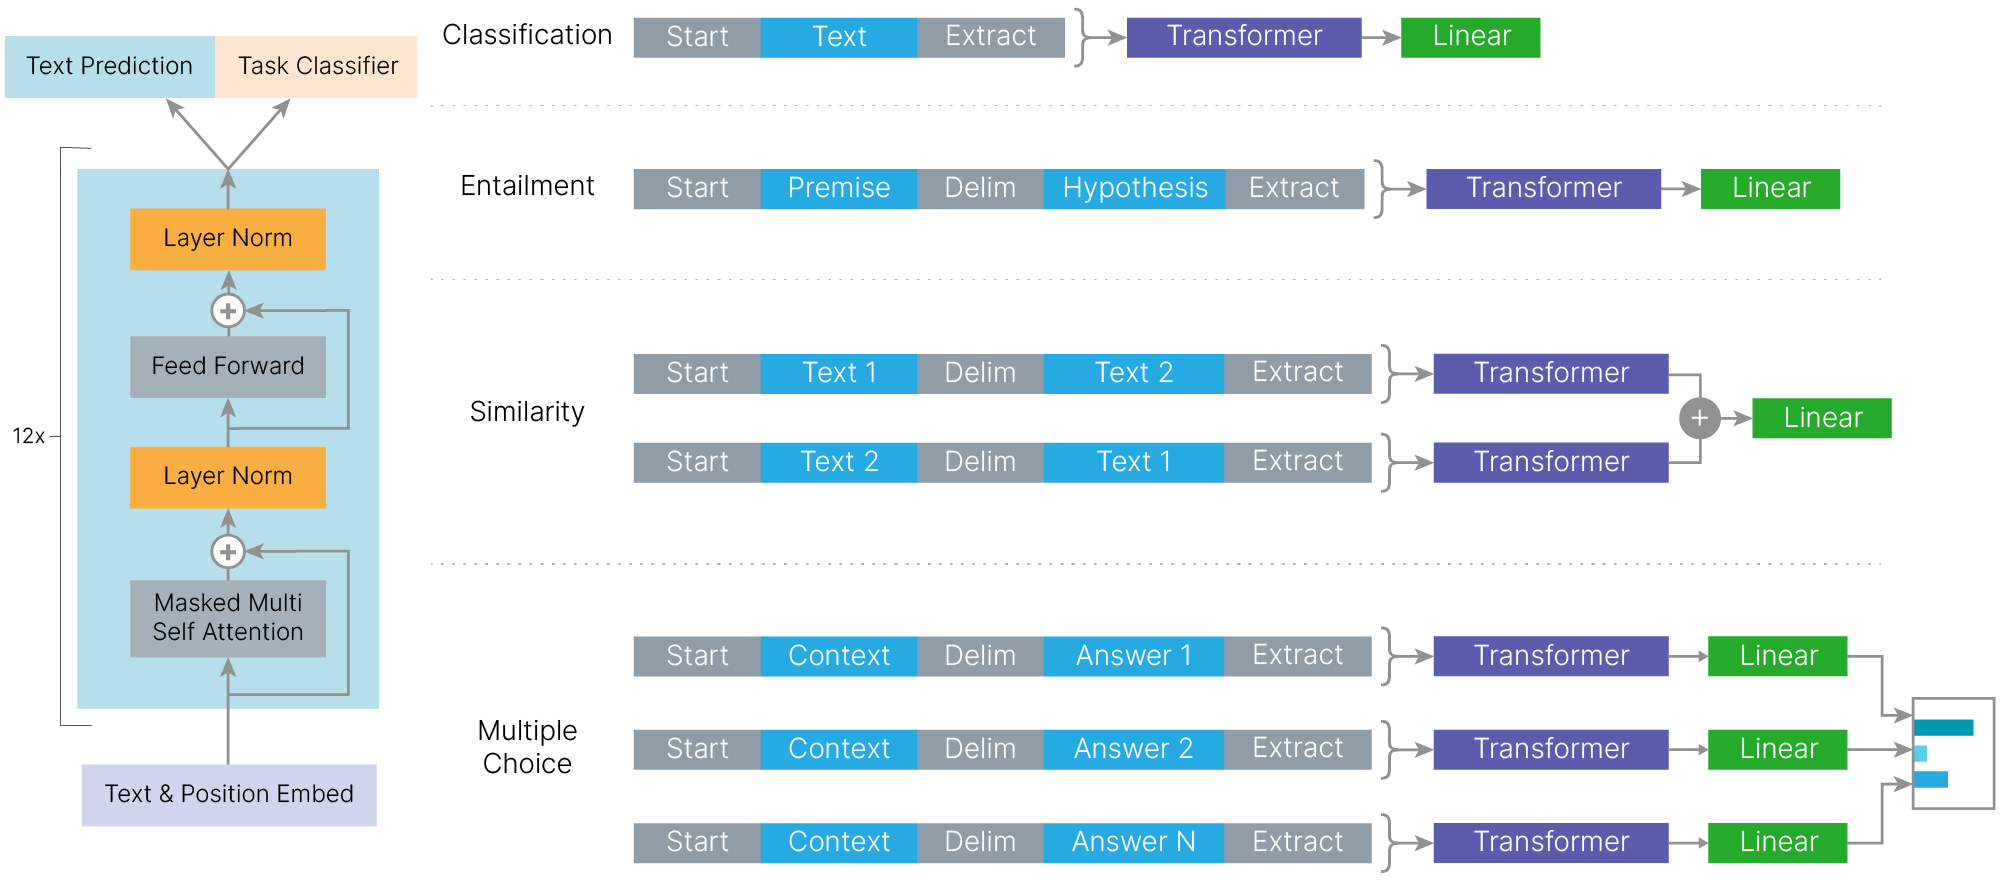 Text Prediction
Task Classifier
12x
Layer Norm
Feed Forward
Layer Norm
Masked Multi
Self Attention
Text & Position Embed
Classification
Start Text Extract Transformer Linear
Entailment
Start Premise Delim Hypothesis Extract Transformer Linear
Similarity
Start Text 1 Delim Text 2 Extract Transformer
Start Text 2 Delim Text 1 Extract Transformer
Linear
Multiple
Choice
Start Context Delim Answer 1 Extract Transformer Linear
Start Context Delim Answer 2 Extract Transformer Linear
Start Context Delim Answer N Extract Transformer Linear